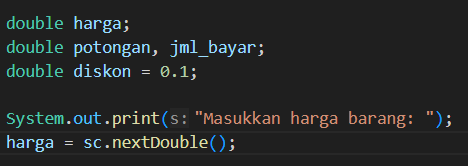 double harga;
double potongan, jml_bayar;
double diskon = 0.1;
System.out.print(s: "Masukkan harga barang: ");
harga = sc.nextDouble();